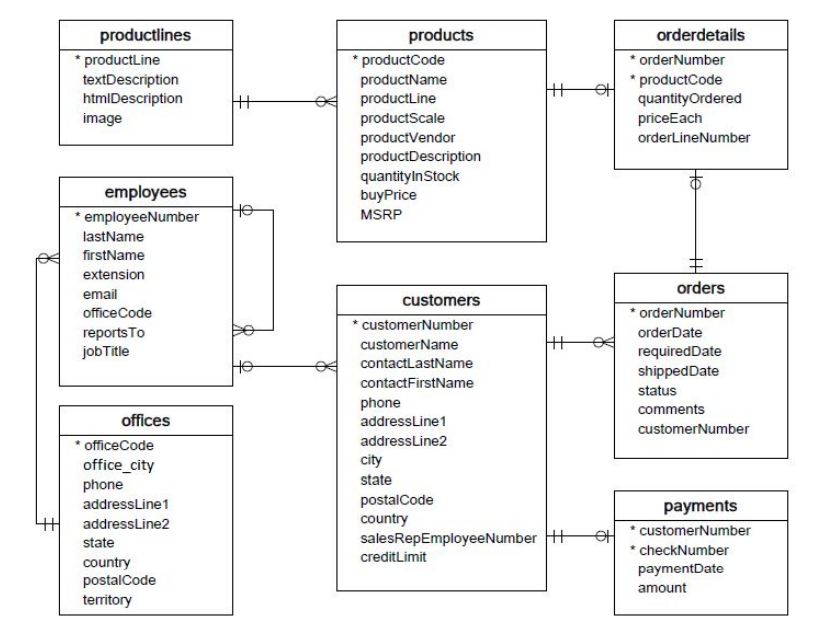 productlines
* productLine
textDescription
htmlDescription
image
products
* productCode
productName
productLine
productScale
productVendor
productDescription
quantityInStock
buyPrice
MSRP
orderdetails
* orderNumber
* productCode
quantityOrdered
priceEach
orderLineNumber
employees
* employeeNumber
lastName
firstName
extension
email
officeCode
reportsTo
jobTitle
customers
* customerNumber
customerName
contactLastName
contactFirstName
phone
addressLine1
addressLine2
city
state
postalCode
country
salesRepEmployeeNumber
creditLimit
orders
* orderNumber
orderDate
requiredDate
shippedDate
status
comments
customerNumber
offices
* officeCode
office_city
phone
addressLine1
addressLine2
state
country
postalCode
territory
payments
* customerNumber
* checkNumber
paymentDate
amount